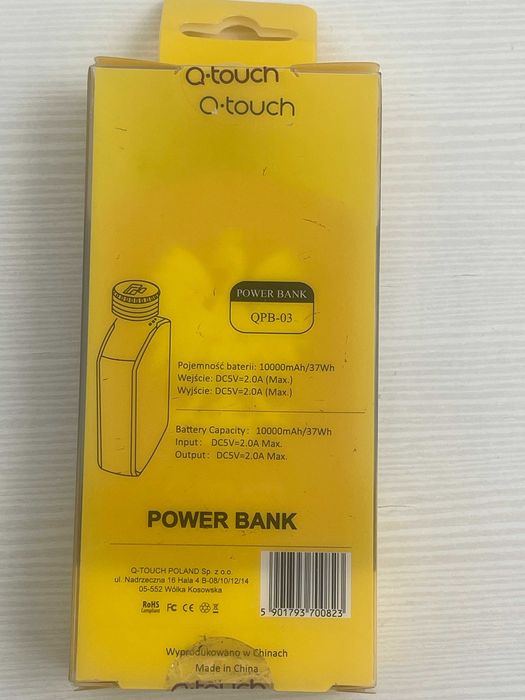 Q·touch
Q·touch
POWER BANK
QPB-03
Pojemność baterii: 10000mAh/37Wh
Wejście: DC5V=2.0A (Max.)
Wyjście: DC5V=2.0A (Max.)
Battery Capacity: 10000mAh/37Wh
Input: DC5V=2.0A Max.
Output: DC5V=2.0A Max.
POWER BANK
Q-TOUCH POLAND Sp. z o.o.
ul. Nadrzeczna 16 Hala 4 B-08/10/12/14
05-552 Wólka Kosowska
RoHS
Compliant
FC CE
5 901793 700823
Wyprodukowano w Chinach
Made in China
Q·touch